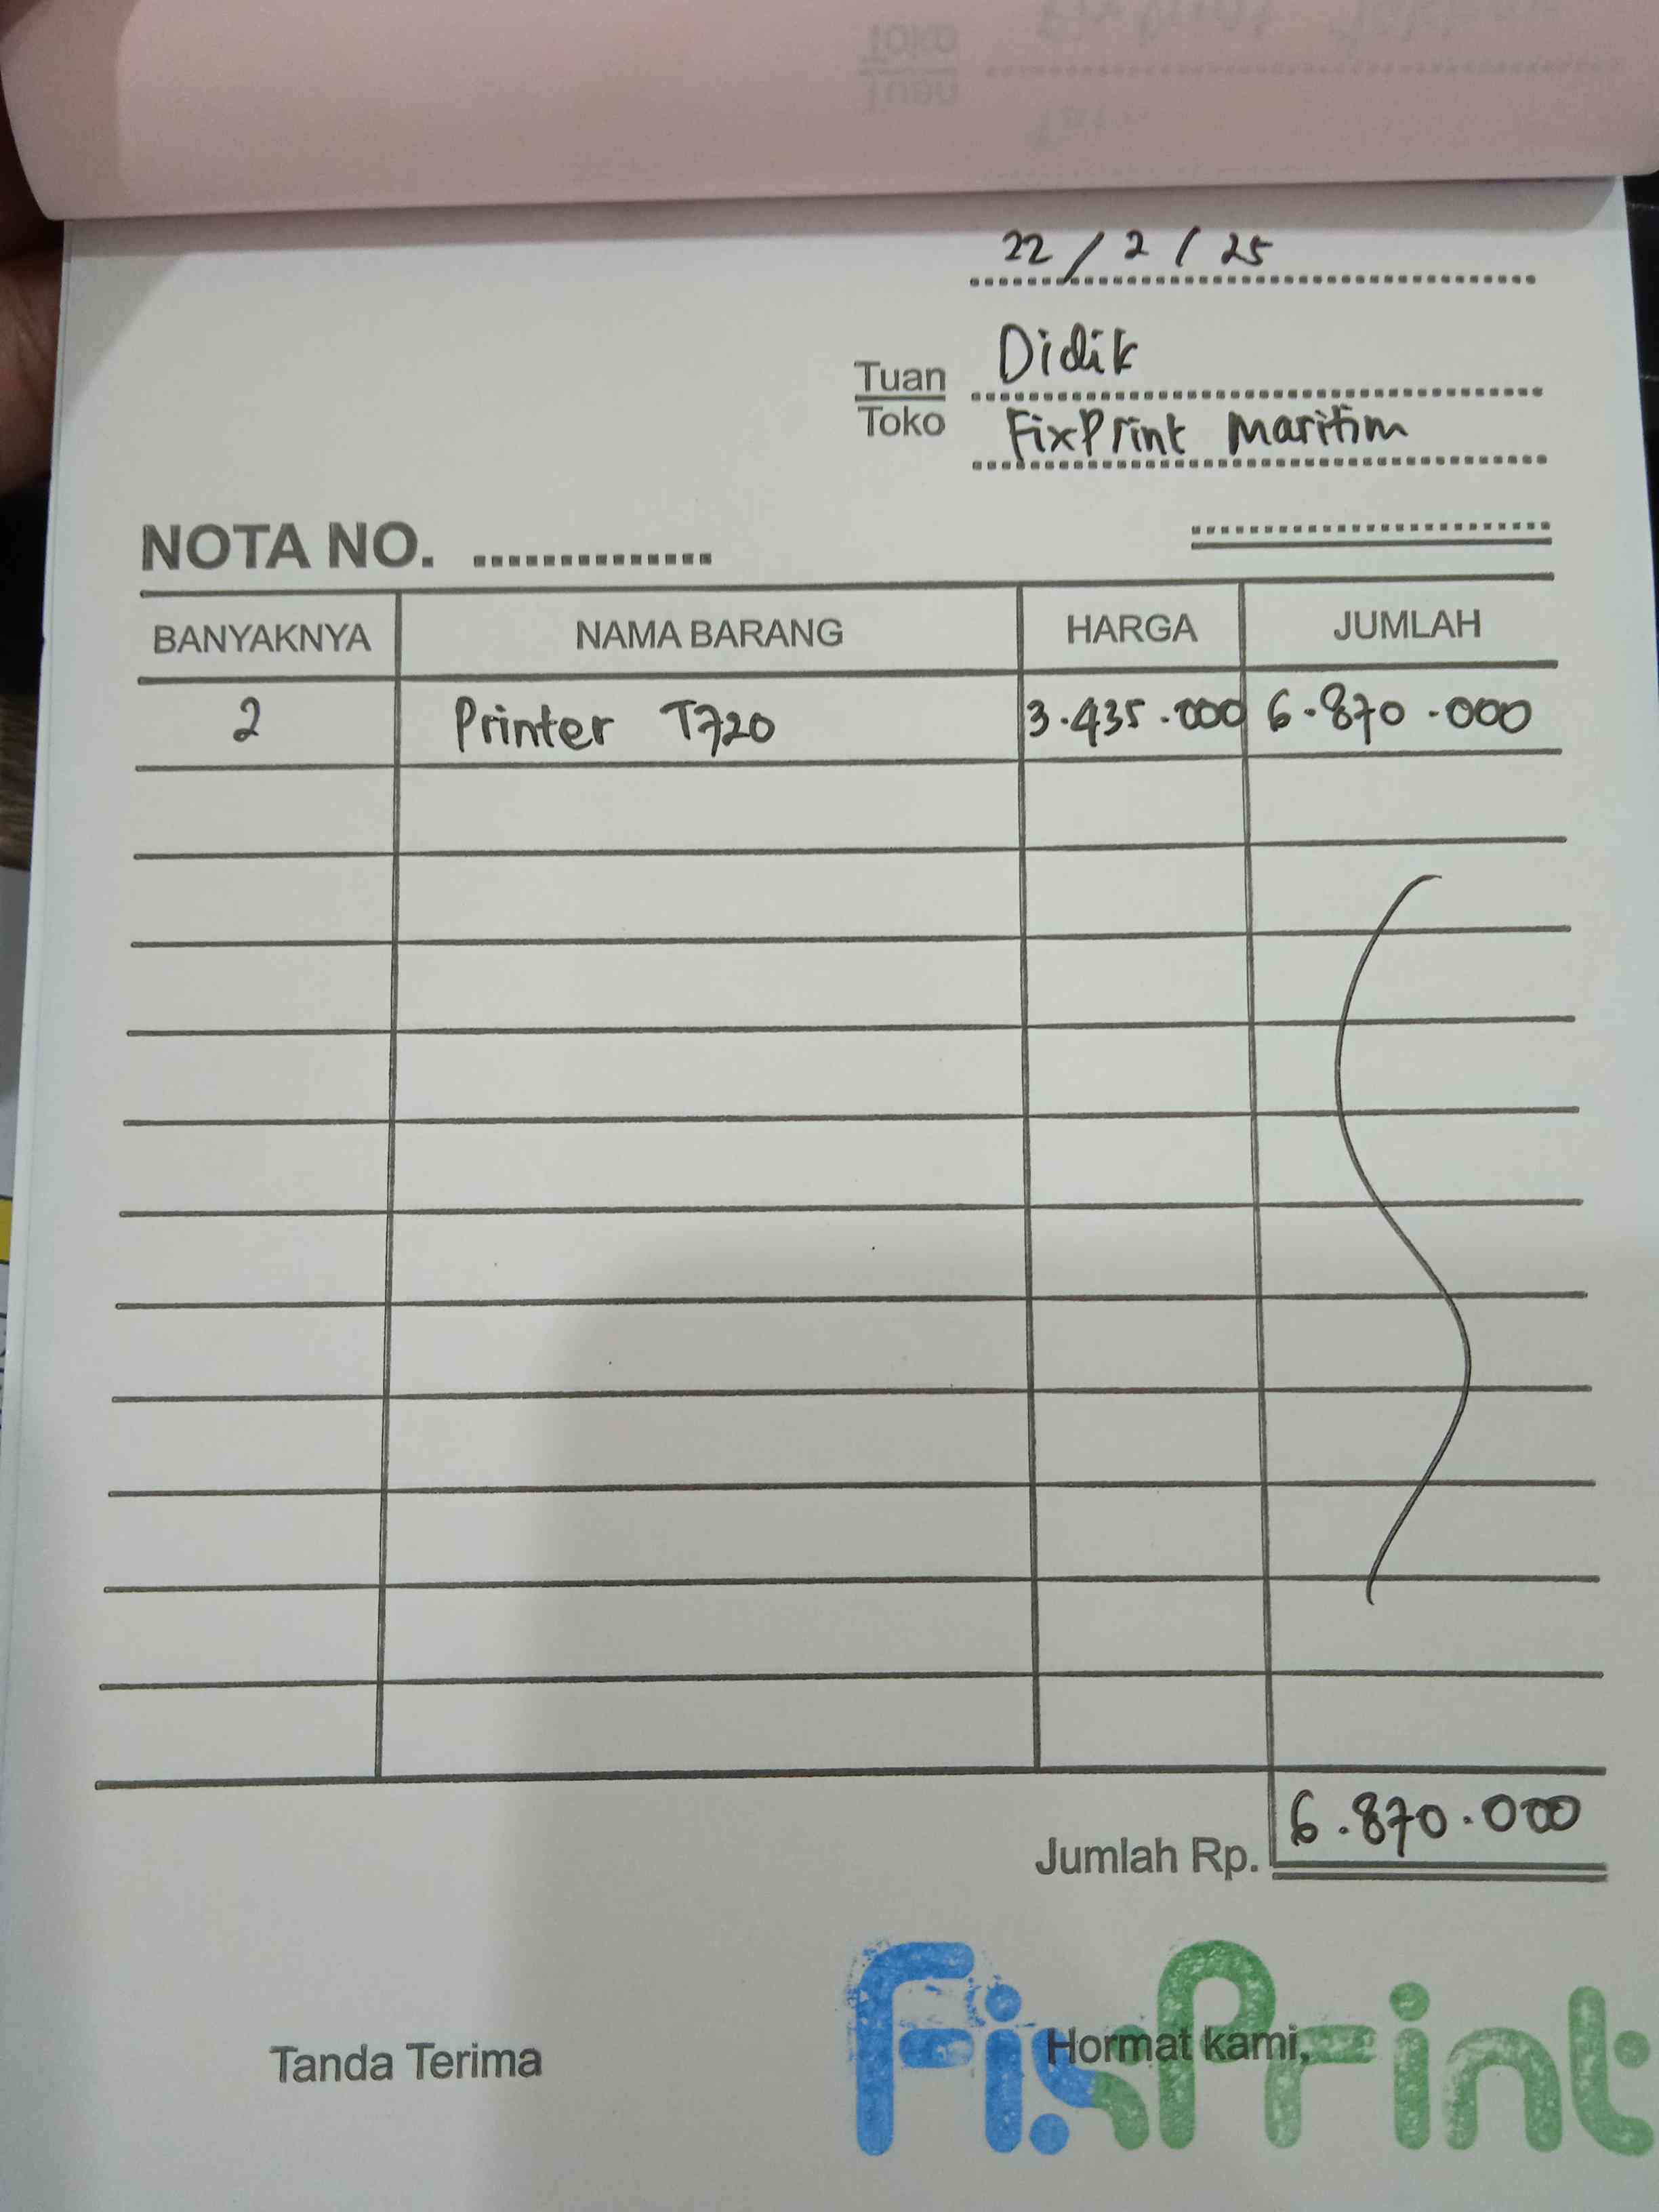 22 / 2 / 25
Tuan Didik
Toko FixPrint Maritim
NOTA NO. ..............
BANYAKNYA NAMA BARANG HARGA JUMLAH
2 Printer T720 3.435.000 6.870.000
Jumlah Rp. 6.870.000
Tanda Terima Hormat kami,
FixPrint